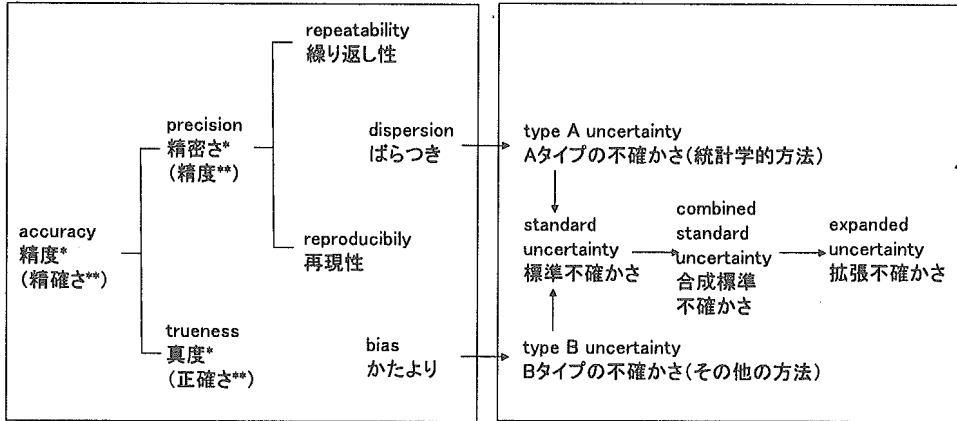 repeatability
繰り返し性
precision
精密さ*
(精度**)
dispersion
ばらつき
accuracy
精度*
(精確さ**)
reproducibily
再現性
trueness
真度*
(正確さ**)
bias
かたより
type A uncertainty
Aタイプの不確かさ(統計学的方法)
standard
uncertainty
標準不確かさ
combined
standard
uncertainty
合成標準
不確かさ
expanded
uncertainty
拡張不確かさ
type B uncertainty
Bタイプの不確かさ(その他の方法)